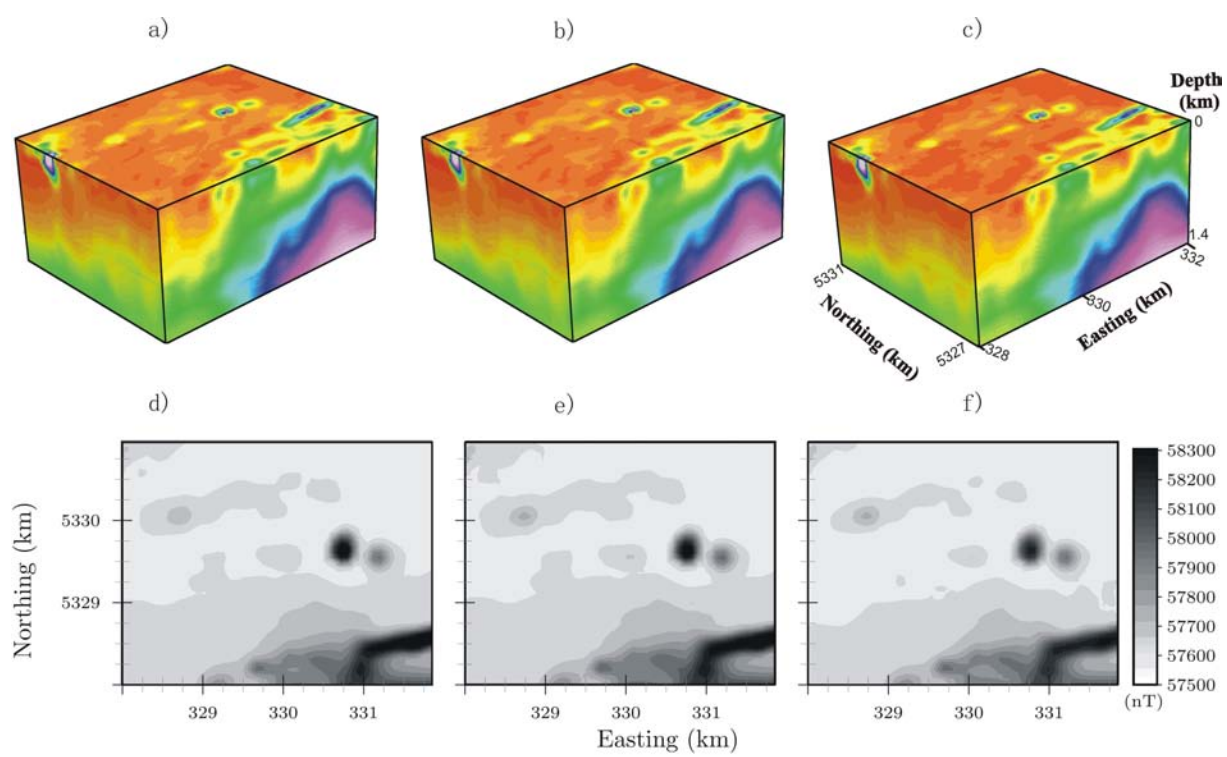 a)
b)
c)
Depth
(km)
0
1.4
332
330
Easting (km)
328
5327
5331
Northing (km)
d)
e)
f)
Northing (km)
5330
5329
329
330
331
329
330
331
329
330
331
Easting (km)
58300
58200
58100
58000
57900
57800
57700
57600
57500
(nT)